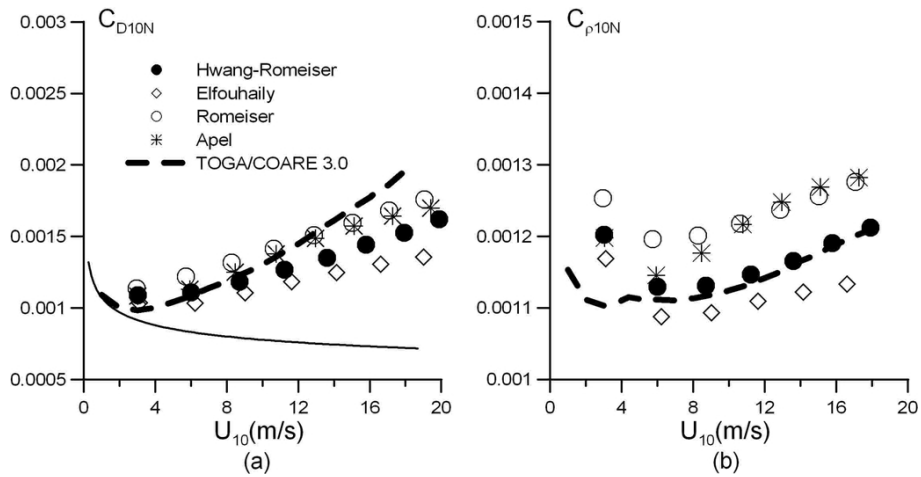 C_D10N
0.003
0.0025
0.002
0.0015
0.001
0.0005
Hwang-Romeiser
Elfouhaily
Romeiser
Apel
TOGA/COARE 3.0
0 4 8 12 16 20
U_10(m/s)
(a)
C_ρ10N
0.0015
0.0014
0.0013
0.0012
0.0011
0.001
0 4 8 12 16 20
U_10(m/s)
(b)